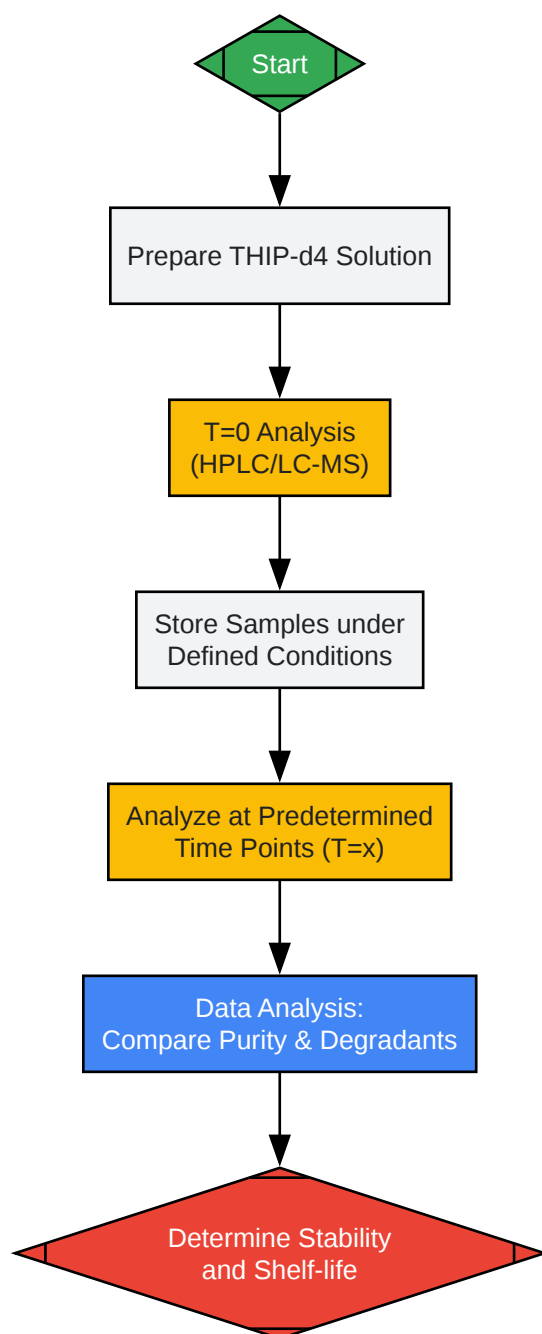 Start
Prepare THIP-d4 Solution
T=0 Analysis
(HPLC/LC-MS)
Store Samples under
Defined Conditions
Analyze at Predetermined
Time Points (T=x)
Data Analysis:
Compare Purity & Degradants
Determine Stability
and Shelf-life